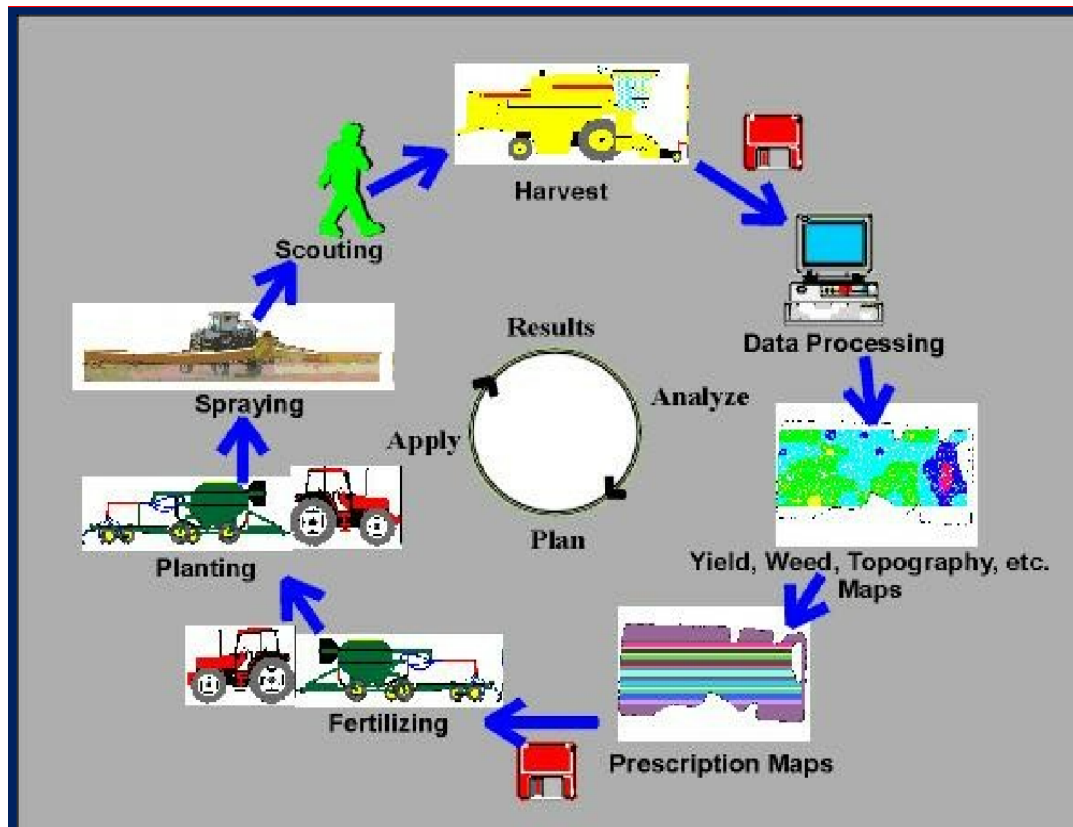 Harvest
Scouting
Data Processing
Results
Analyze
Spraying
Apply
Plan
Planting
Yield, Weed, Topography, etc.
Maps
Fertilizing
Prescription Maps